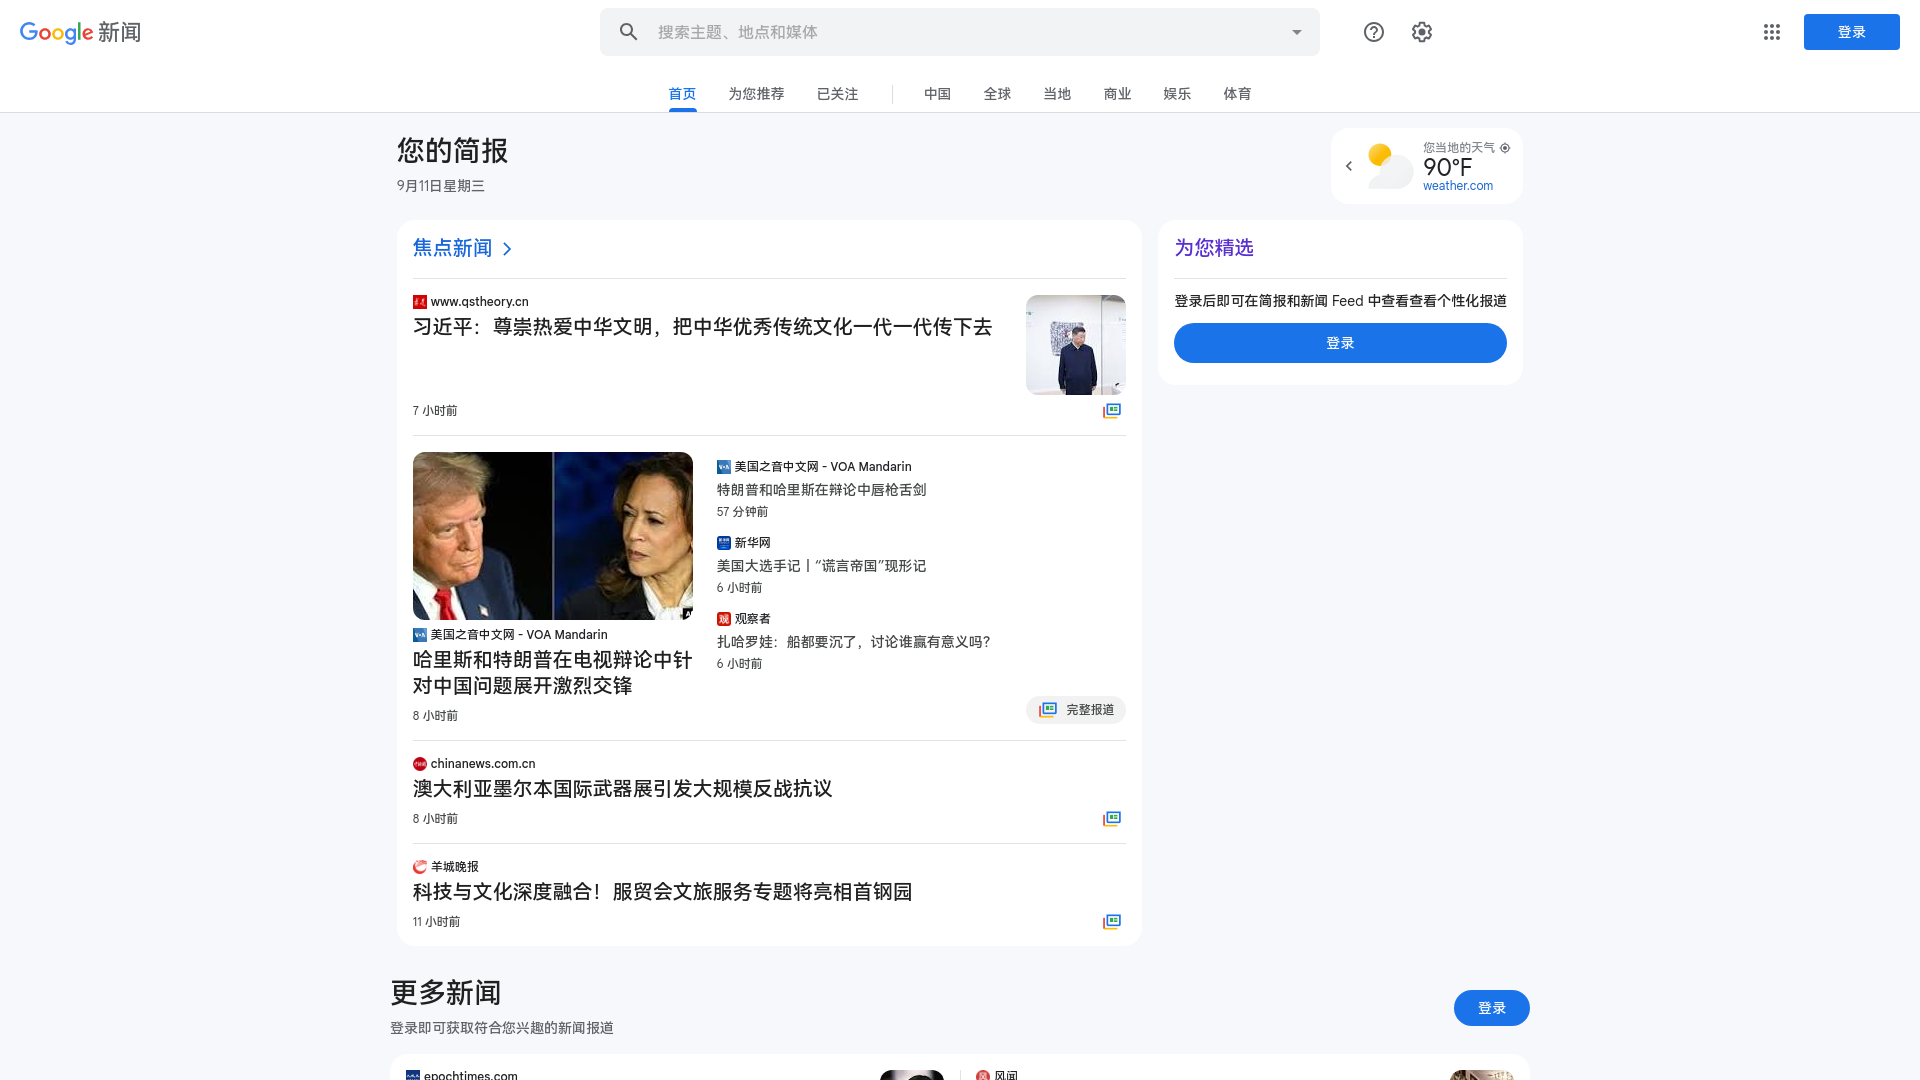 Google 新闻
搜索主题、地点和媒体
登录
首页
为您推荐
已关注
中国
全球
当地
商业
娱乐
体育
您的简报
9月11日星期三
您当地的天气
90°F
weather.com
焦点新闻
www.qstheory.cn
习近平：尊崇热爱中华文明，把中华优秀传统文化一代一代传下去
7 小时前
美国之音中文网 - VOA Mandarin
哈里斯和特朗普在电视辩论中针
对中国问题展开激烈交锋
8 小时前
美国之音中文网 - VOA Mandarin
特朗普和哈里斯在辩论中唇枪舌剑
57 分钟前
新华网
美国大选手记丨“谎言帝国”现形记
6 小时前
观察者
扎哈罗娃：船都要沉了，讨论谁赢有意义吗？
6 小时前
完整报道
chinanews.com.cn
澳大利亚墨尔本国际武器展引发大规模反战抗议
8 小时前
羊城晚报
科技与文化深度融合！服贸会文旅服务专题将亮相首钢园
11 小时前
为您精选
登录后即可在简报和新闻 Feed 中查看查看个性化报道
登录
更多新闻
登录即可获取符合您兴趣的新闻报道
登录
epochtimes.com
风闻